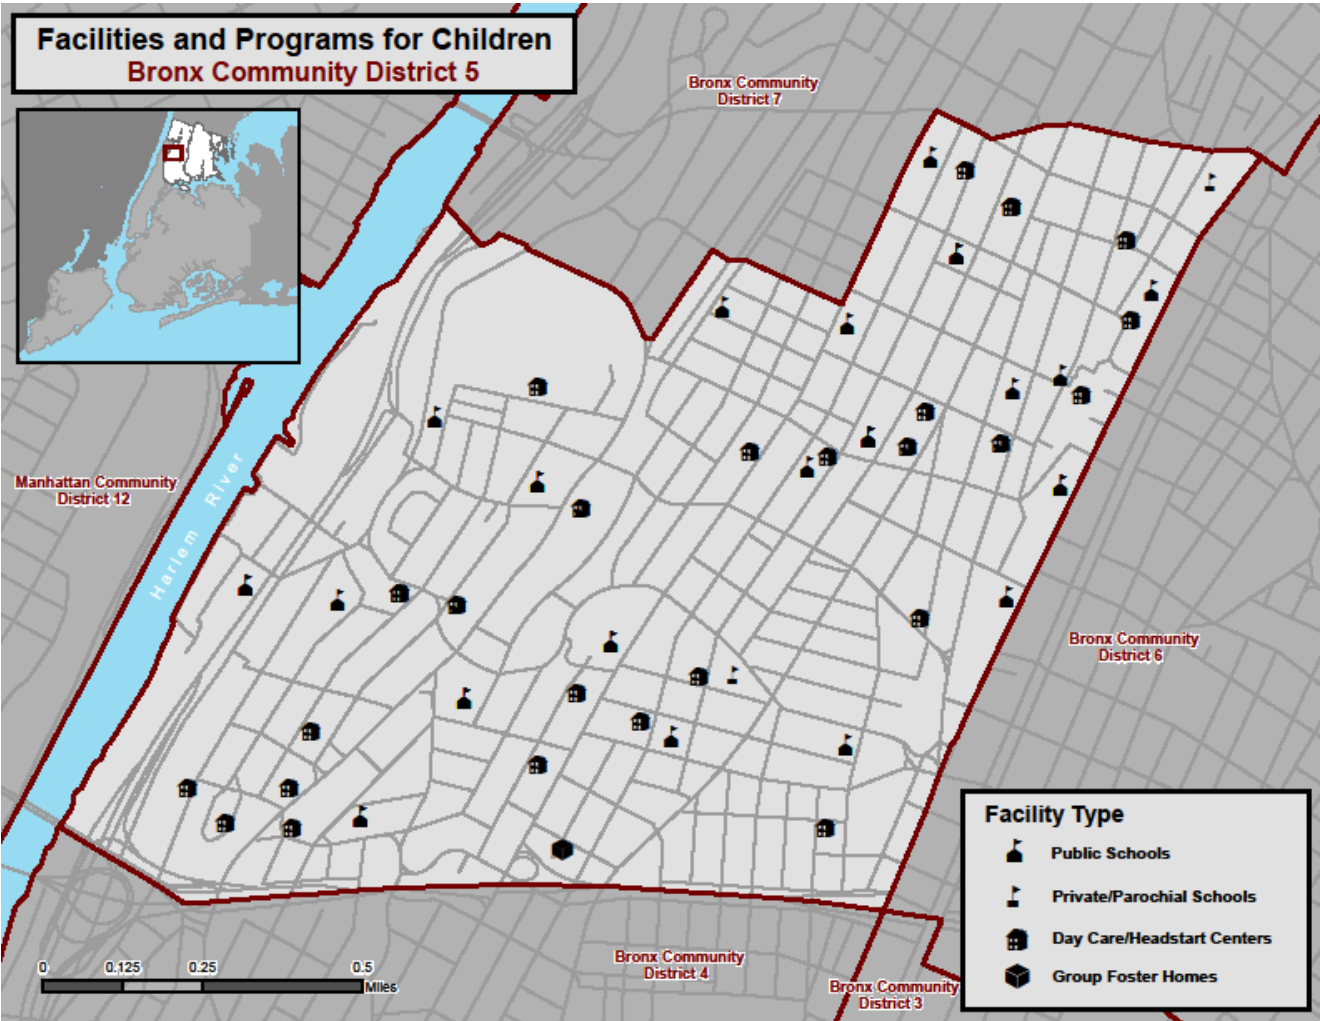 Facilities and Programs for Children
Bronx Community District 5
Bronx Community
District 7
Manhattan Community
District 12
Harlem River
Bronx Community
District 6
Facility Type
Public Schools
Private/Parochial Schools
Day Care/Headstart Centers
Group Foster Homes
Bronx Community
District 4
Bronx Community
District 3
0 0.125 0.25 0.5
Miles